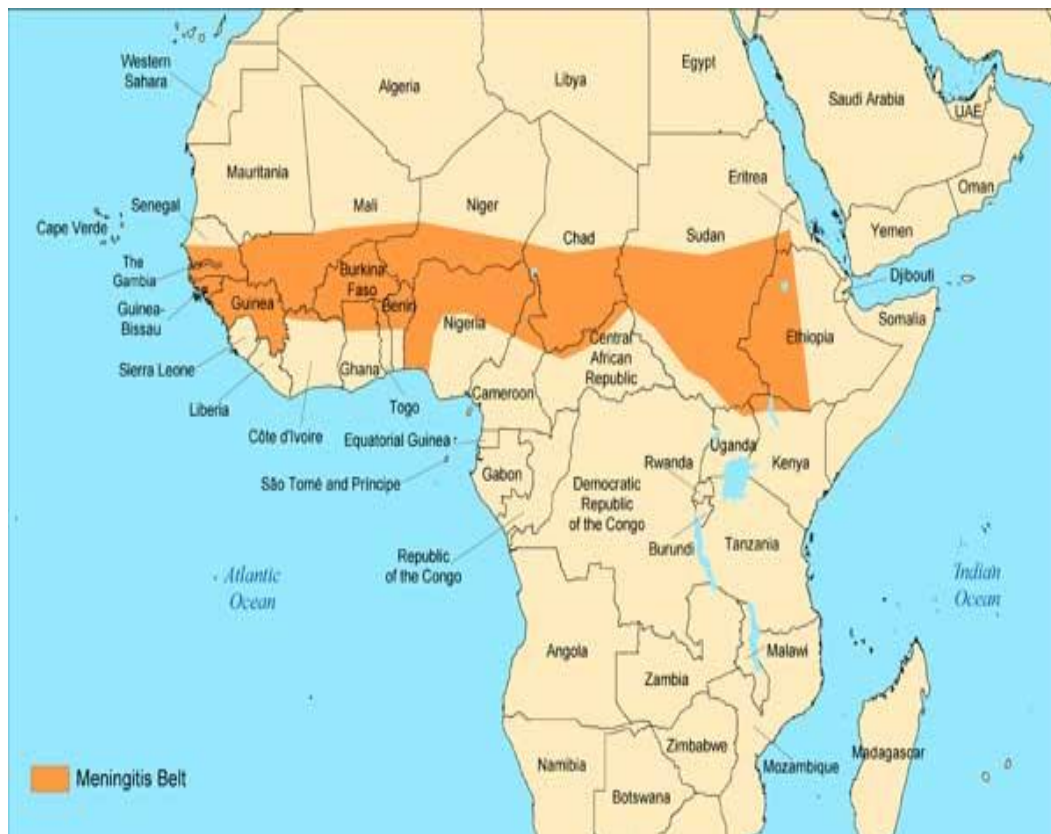 Western
Sahara
Algeria
Libya
Egypt
Saudi Arabia
UAE
Mauritania
Mali
Niger
Chad
Sudan
Eritrea
Oman
Yemen
Senegal
Cape Verde
The
Gambia
Guinea-
Bissau
Guinea
Burkina
Faso
Benin
Nigeria
Djibouti
Somalia
Ethiopia
Central
African
Republic
Sierra Leone
Liberia
Ghana
Cameroon
Togo
Côte d'Ivoire
Equatorial Guinea
São Tomé and Príncipe
Gabon
Uganda
Kenya
Rwanda
Democratic
Republic
of the Congo
Burundi
Tanzania
Republic
of the Congo
Atlantic
Ocean
Indian
Ocean
Angola
Zambia
Malawi
Zimbabwe
Mozambique
Madagascar
Namibia
Botswana
Meningitis Belt